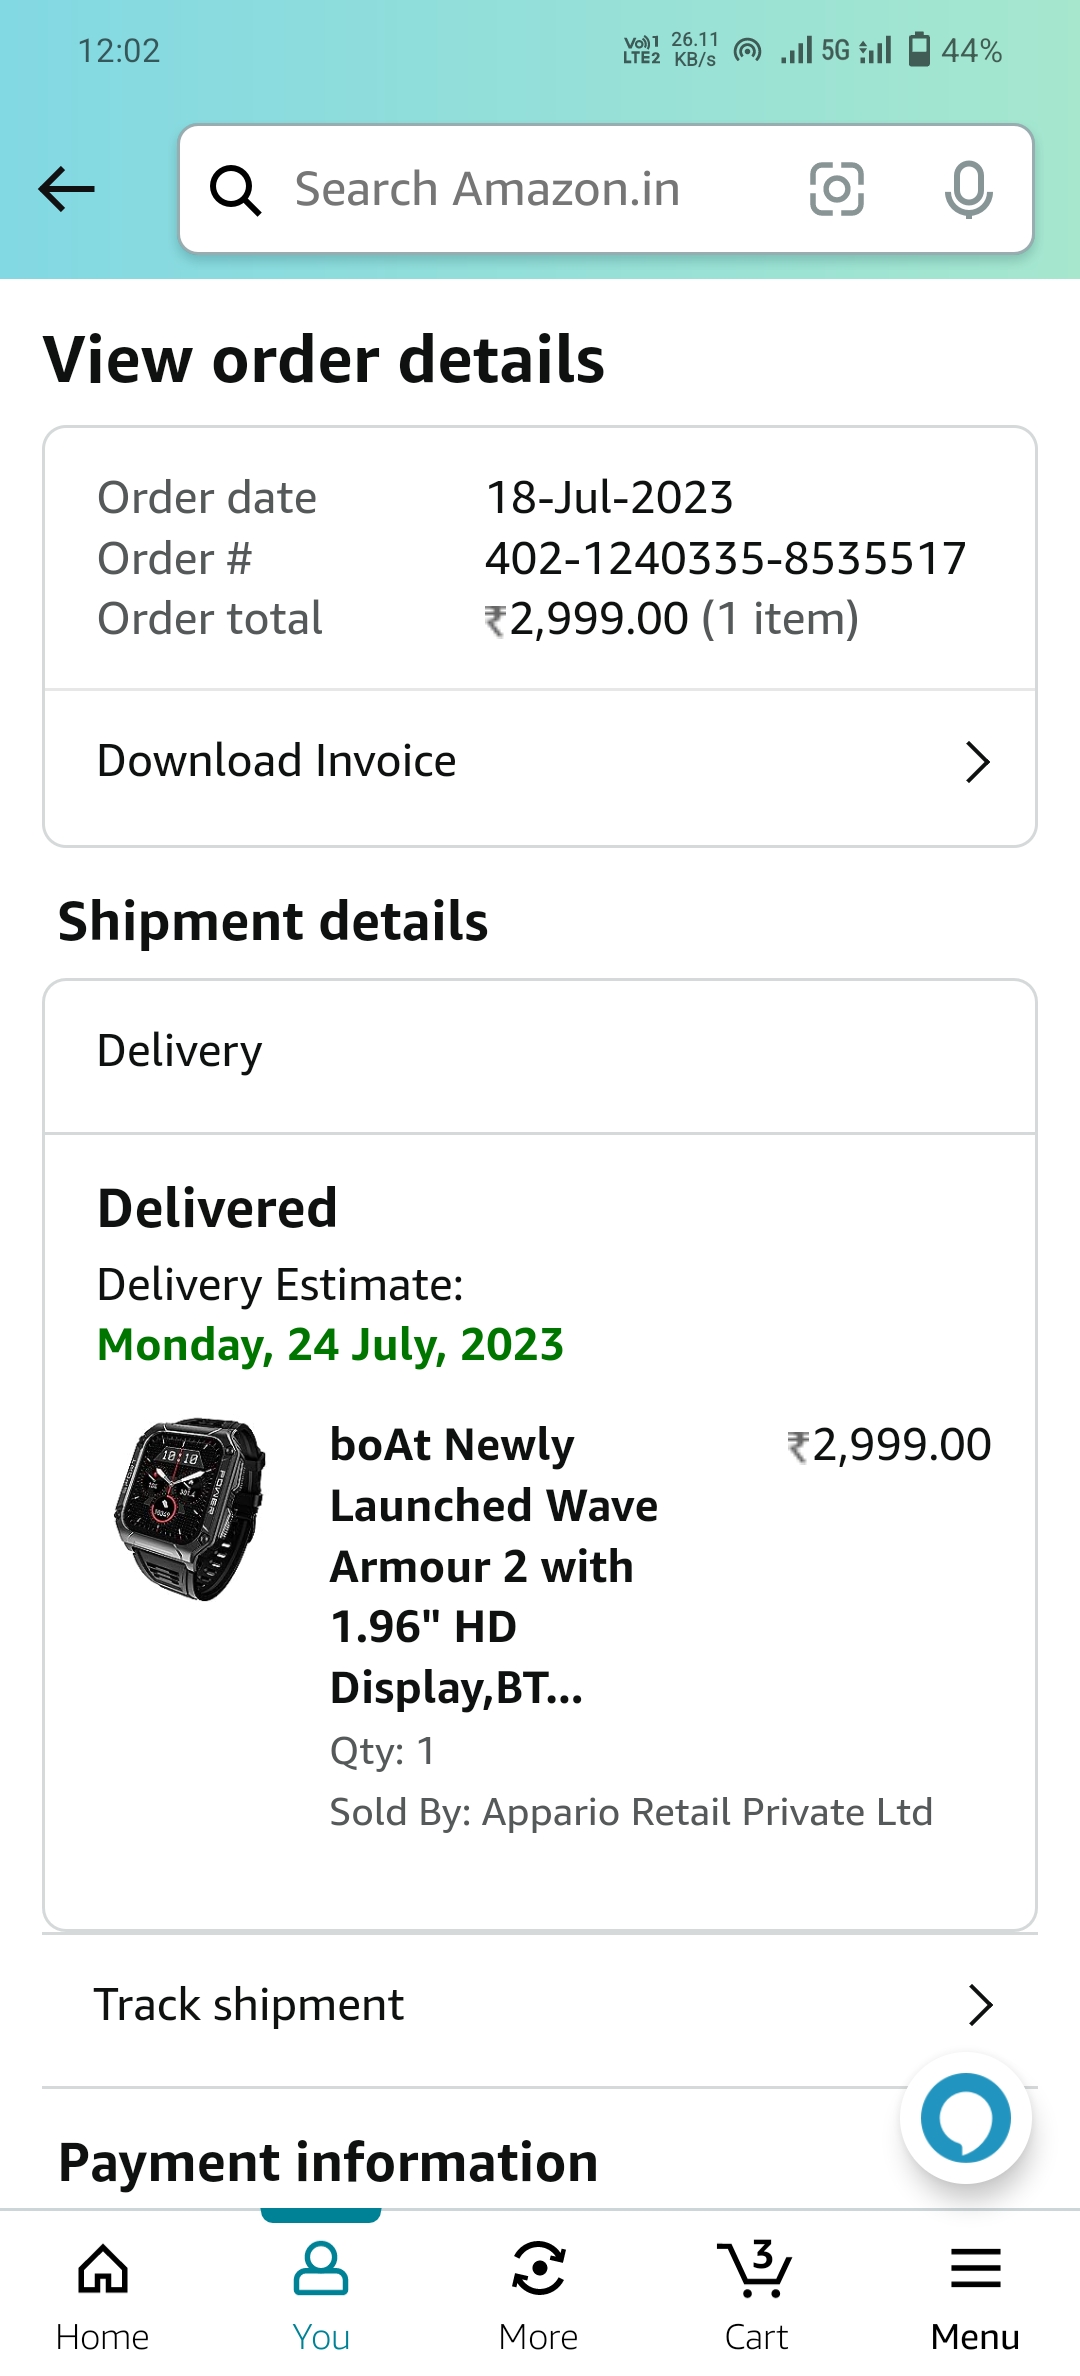 12:02
Vo))1 LTE2 26.11 KB/s 5G 44%
Search Amazon.in
View order details
Order date 18-Jul-2023
Order # 402-1240335-8535517
Order total ₹2,999.00 (1 item)
Download Invoice
Shipment details
Delivery
Delivered
Delivery Estimate:
Monday, 24 July, 2023
10:10
POWER
boAt Newly ₹2,999.00
Launched Wave
Armour 2 with
1.96" HD
Display,BT...
Qty: 1
Sold By: Appario Retail Private Ltd
Track shipment
Payment information
3
Home You More Cart Menu